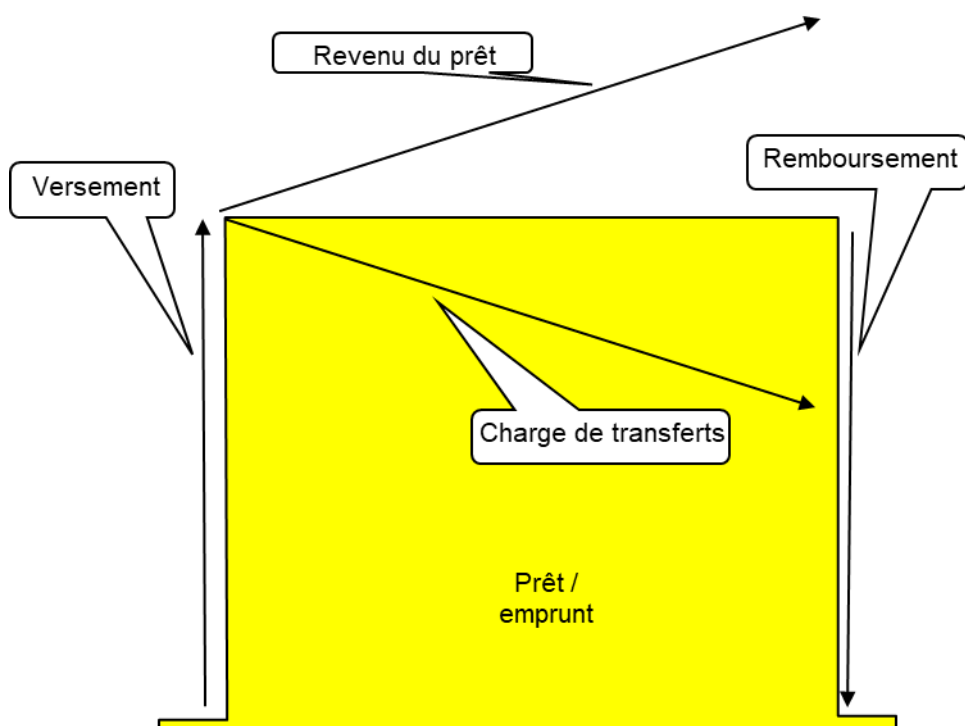 Revenu du prêt
Remboursement
Versement
Charge de transferts
Prêt /
emprunt